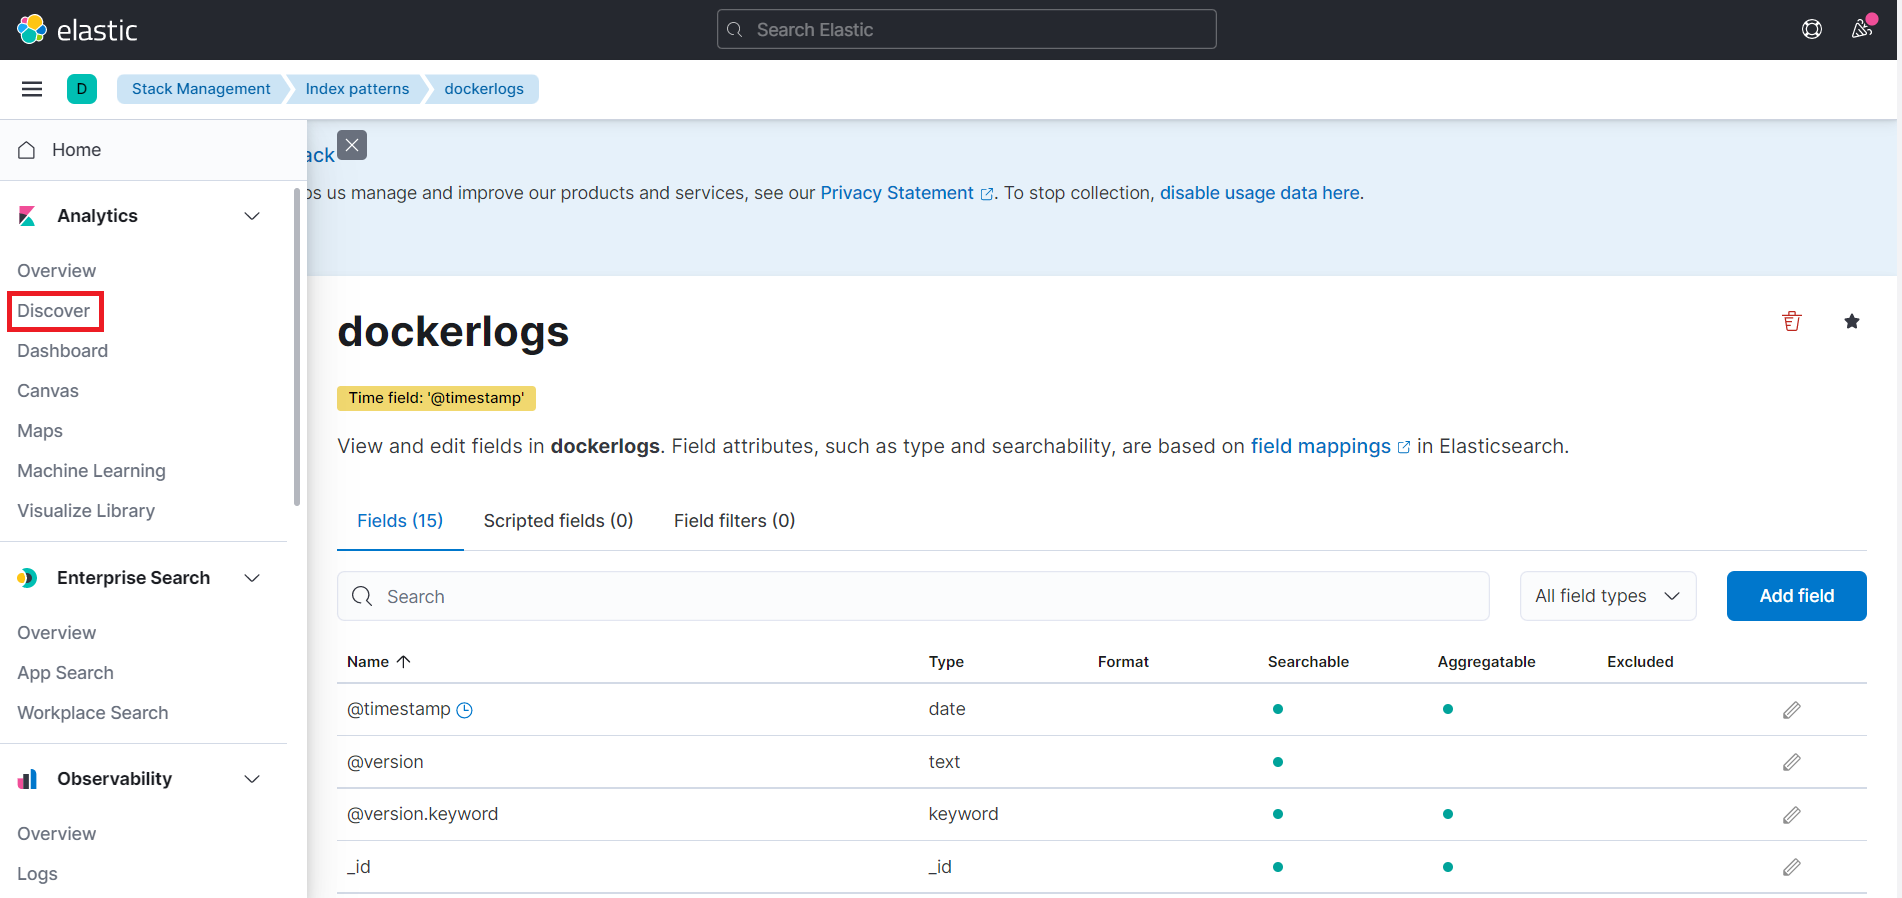 elastic
Search Elastic
D
Stack Management
Index patterns
dockerlogs
Home
Analytics
Overview
Discover
Dashboard
Canvas
Maps
Machine Learning
Visualize Library
Enterprise Search
Overview
App Search
Workplace Search
Observability
Overview
Logs
ack
os us manage and improve our products and services, see our Privacy Statement. To stop collection, disable usage data here.
dockerlogs
Time field: '@timestamp'
View and edit fields in dockerlogs. Field attributes, such as type and searchability, are based on field mappings in Elasticsearch.
Fields (15) Scripted fields (0) Field filters (0)
Search
All field types
Add field
Name Type Format Searchable Aggregatable Excluded
@timestamp date
@version text
@version.keyword keyword
_id _id